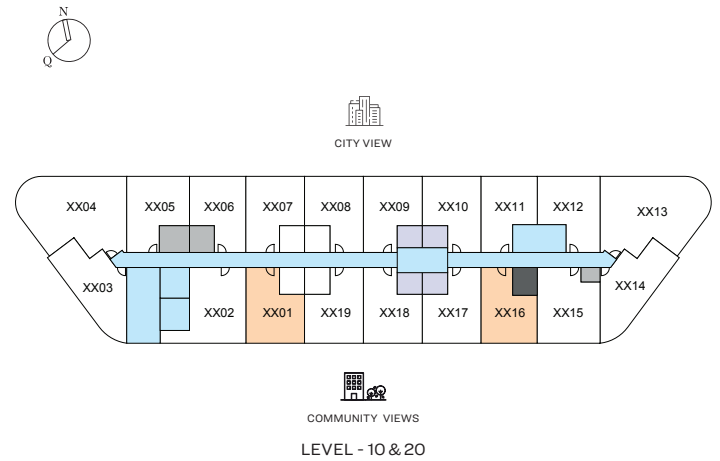 N
Q
CITY VIEW
XX04 XX05 XX06 XX07 XX08 XX09 XX10 XX11 XX12 XX13
XX03 XX14
XX02 XX01 XX19 XX18 XX17 XX16 XX15
COMMUNITY VIEWS
LEVEL - 10 & 20